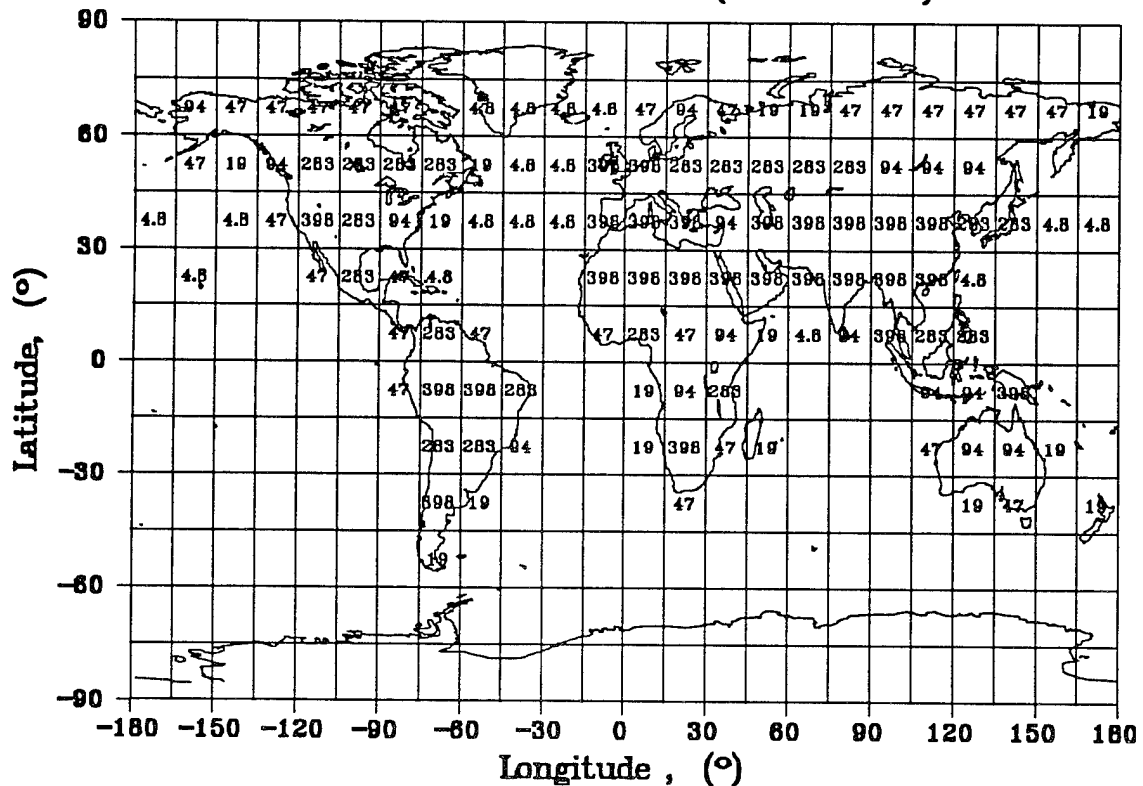 90
94 47 47 47 47 47 4.8 4.8 4.8 4.8 47 94 47 19 19 47 47 47 47 47 47 19
60
47 19 94 283 283 283 283 19 4.8 4.8 398 398 283 283 283 283 283 94 94 94
4.8 4.8 47 398 283 94 19 4.8 4.8 4.8 398 398 398 94 398 398 398 398 398 283 283 4.8 4.8
30
4.8 47 283 47 4.8 398 398 398 398 398 398 398 398 398 4.8
47 283 47 47 283 47 94 19 4.8 94 398 283 283
0
47 398 398 283 19 94 283 94 94 398
283 283 94 19 398 47 19 47 94 94 19
-30
398 19 47 19 47 19
19
-60
-90
-180 -150 -120 -90 -60 -30 0 30 60 90 120 150 180
Longitude , (°)
Latitude, (°)